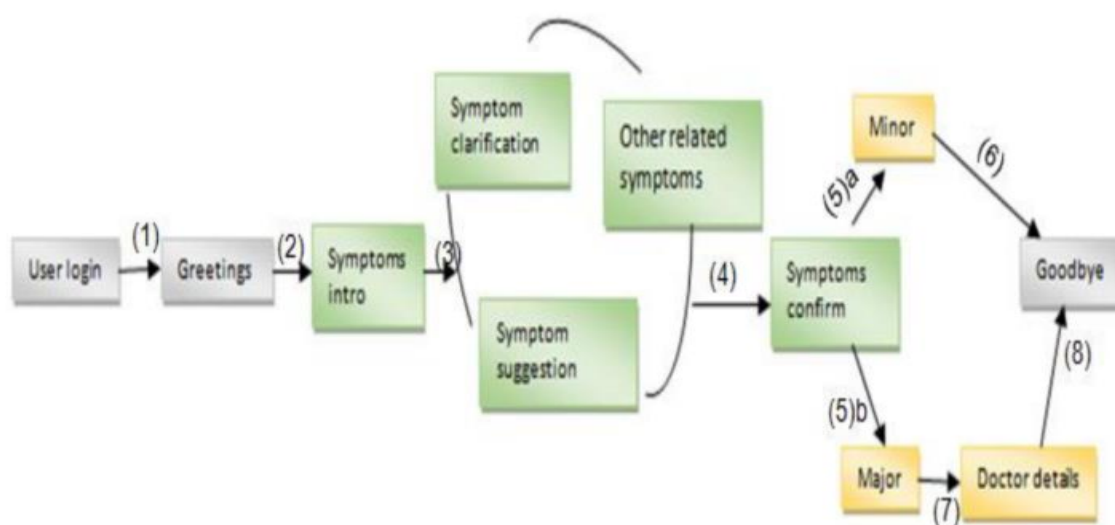 User login
(1)
Greetings
(2)
Symptoms
intro
(3)
Symptom
clarification
Symptom
suggestion
Other related
symptoms
(4)
Symptoms
confirm
(5)a
Minor
(6)
(5)b
Major
(7)
Doctor details
(8)
Goodbye